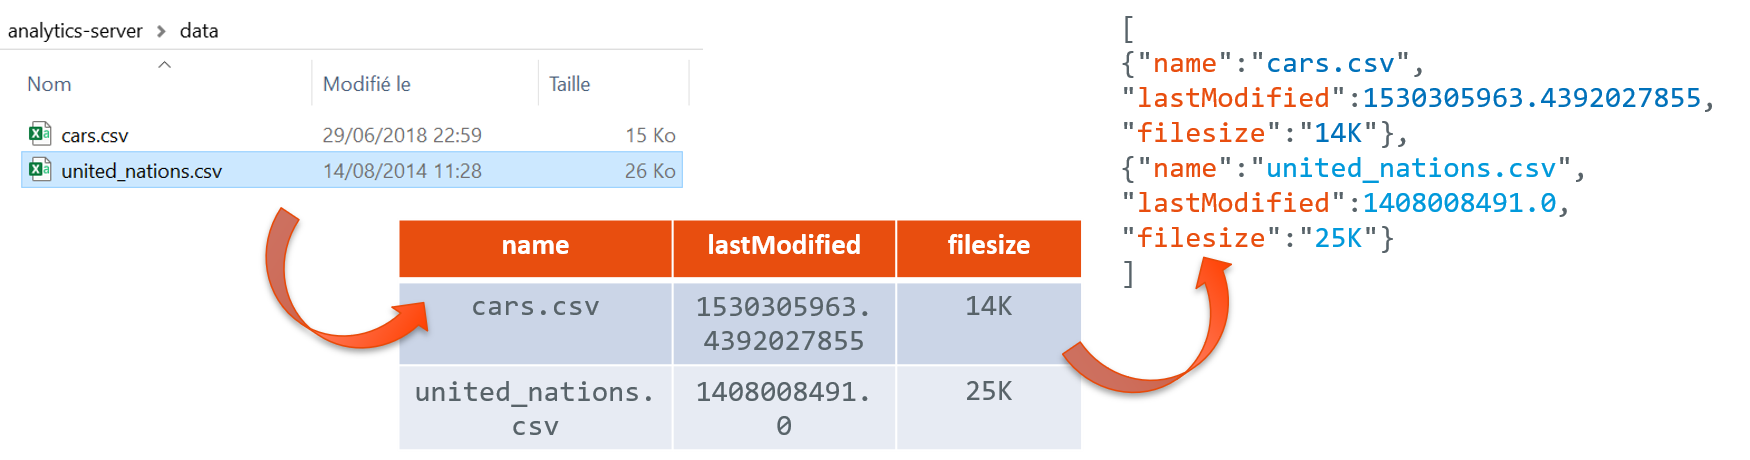 analytics-server > data
Nom Modifié le Taille
cars.csv 29/06/2018 22:59 15 Ko
united_nations.csv 14/08/2014 11:28 26 Ko
name lastModified filesize
cars.csv 1530305963. 14K
4392027855
united_nations. 1408008491. 25K
csv 0
[
{"name":"cars.csv",
"lastModified":1530305963.4392027855,
"filesize":"14K"},
{"name":"united_nations.csv",
"lastModified":1408008491.0,
"filesize":"25K"}
]